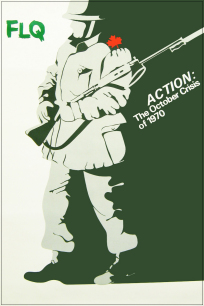 FLQ
ACTION:
The October Crisis
of 1970